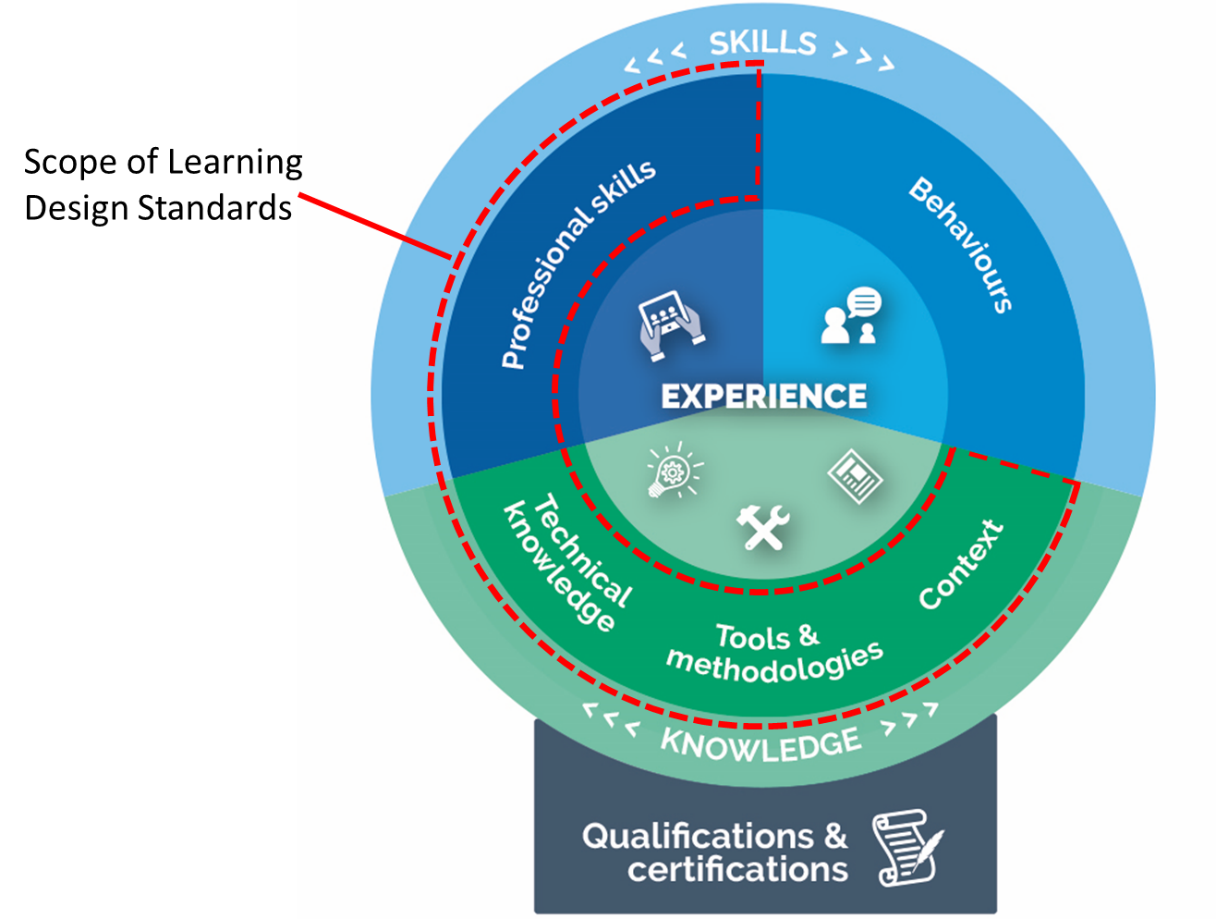 <<< SKILLS >>>
Scope of Learning
Design Standards
Professional skills
Behaviours
EXPERIENCE
Technical
knowledge
Tools &
methodologies
Context
<<< KNOWLEDGE >>>
Qualifications &
certifications